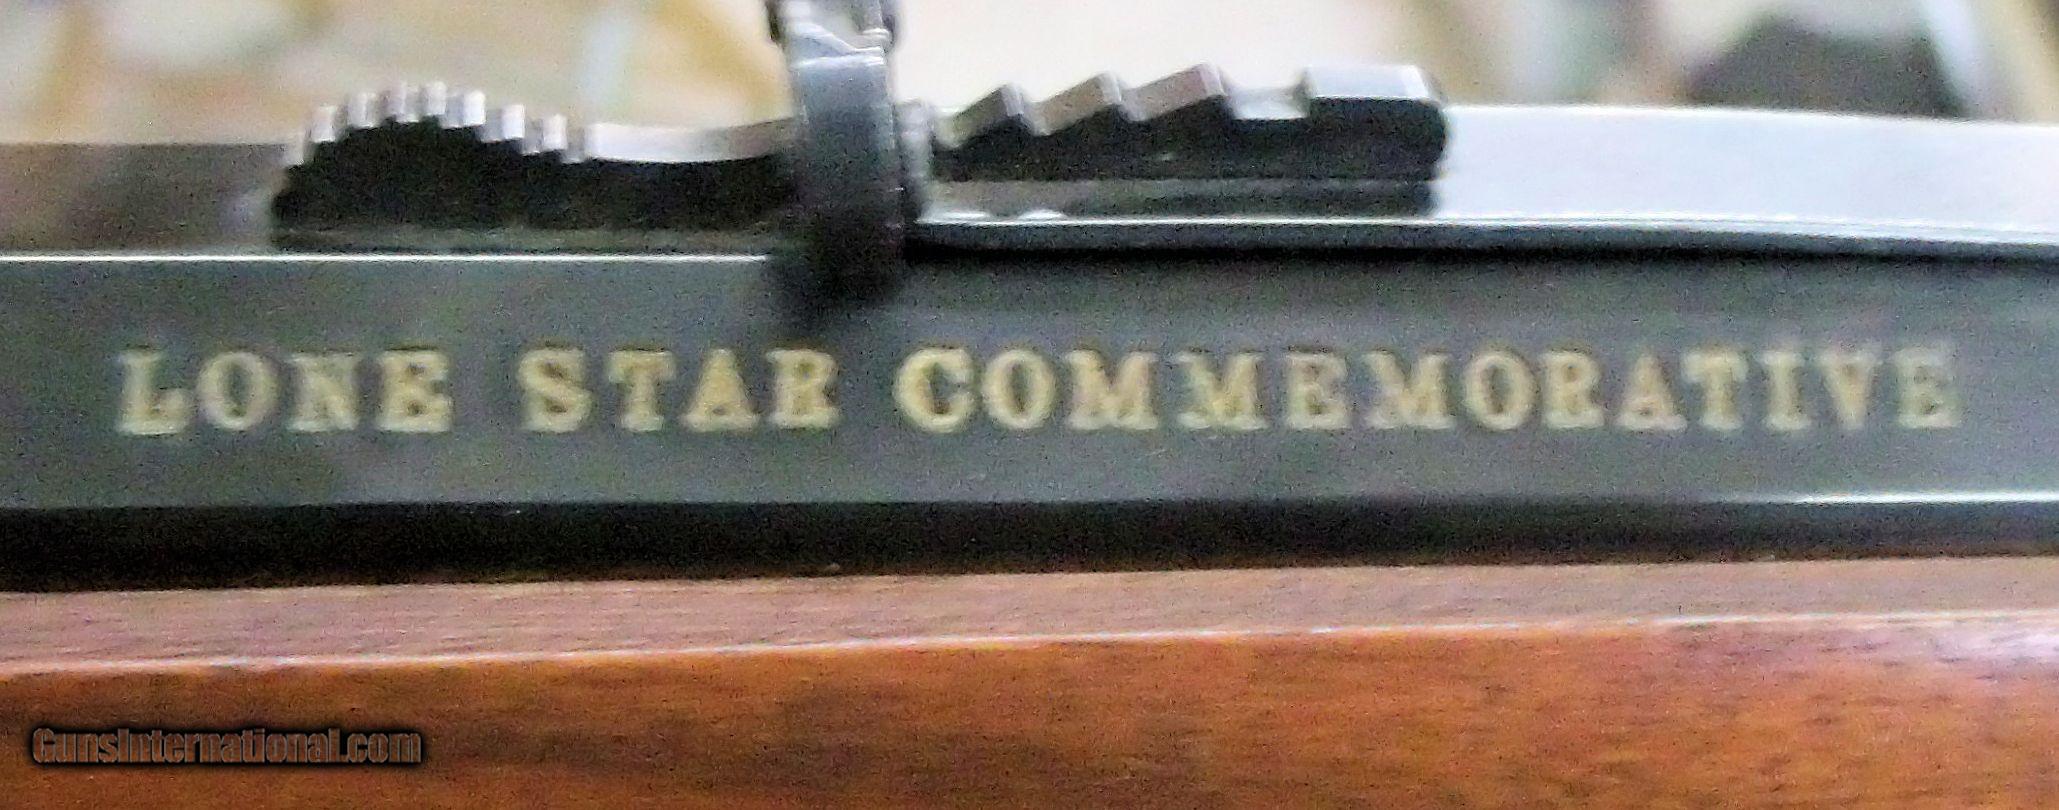 LONE STAR COMMEMORATIVE
GunsInternational.com